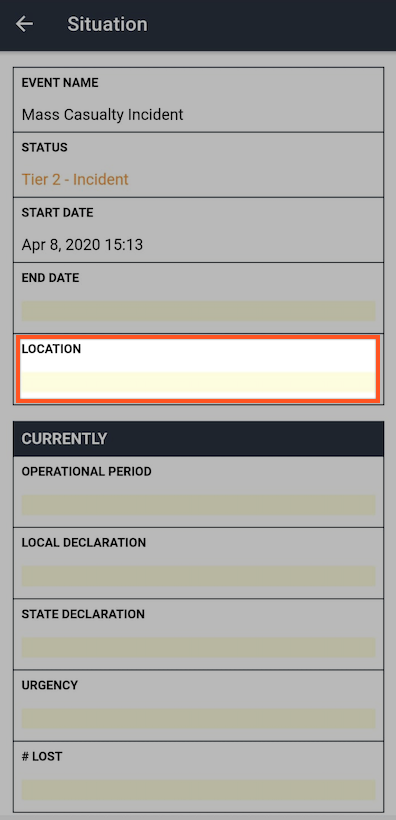 Situation
EVENT NAME
Mass Casualty Incident
STATUS
Tier 2 - Incident
START DATE
Apr 8, 2020 15:13
END DATE
LOCATION
CURRENTLY
OPERATIONAL PERIOD
LOCAL DECLARATION
STATE DECLARATION
URGENCY
# LOST